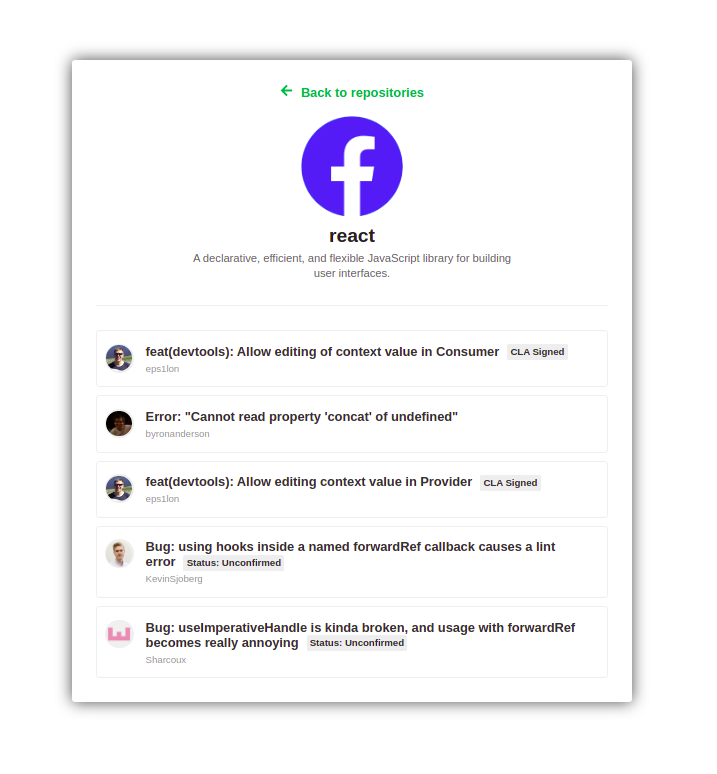 Back to repositories
react
A declarative, efficient, and flexible JavaScript library for building
user interfaces.
feat(devtools): Allow editing of context value in Consumer CLA Signed
eps1lon
Error: "Cannot read property 'concat' of undefined"
byronanderson
feat(devtools): Allow editing context value in Provider CLA Signed
eps1lon
Bug: using hooks inside a named forwardRef callback causes a lint
error Status: Unconfirmed
KevinSjoberg
Bug: useImperativeHandle is kinda broken, and usage with forwardRef
becomes really annoying Status: Unconfirmed
Sharcoux